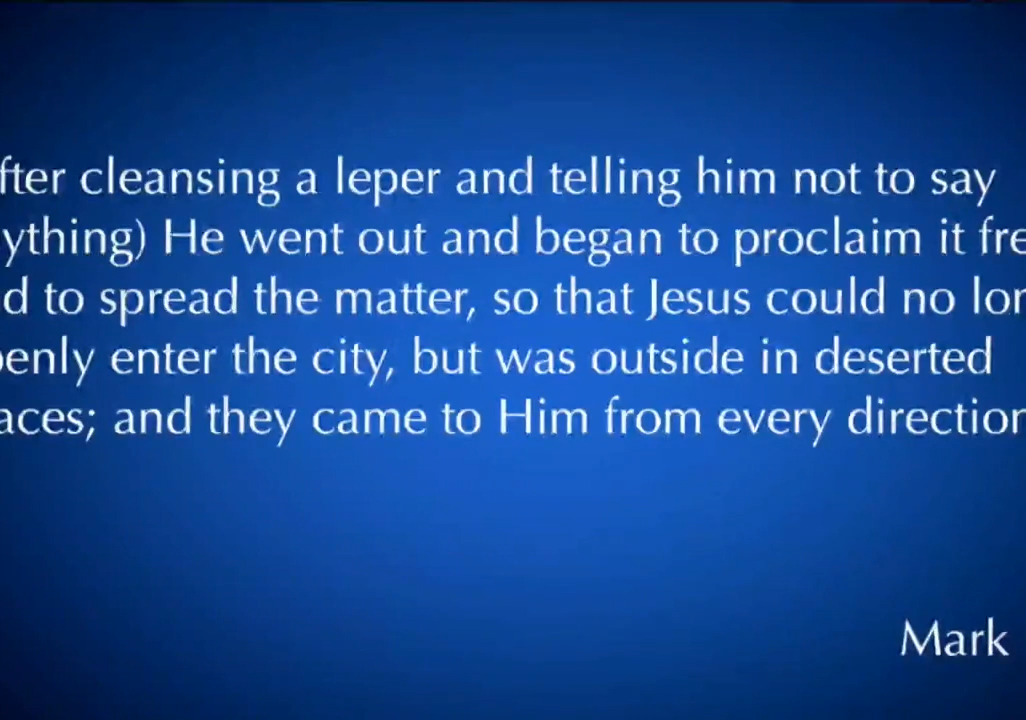 fter cleansing a leper and telling him not to say
ything) He went out and began to proclaim it fre
d to spread the matter, so that Jesus could no lon
enly enter the city, but was outside in deserted
aces; and they came to Him from every direction
Mark